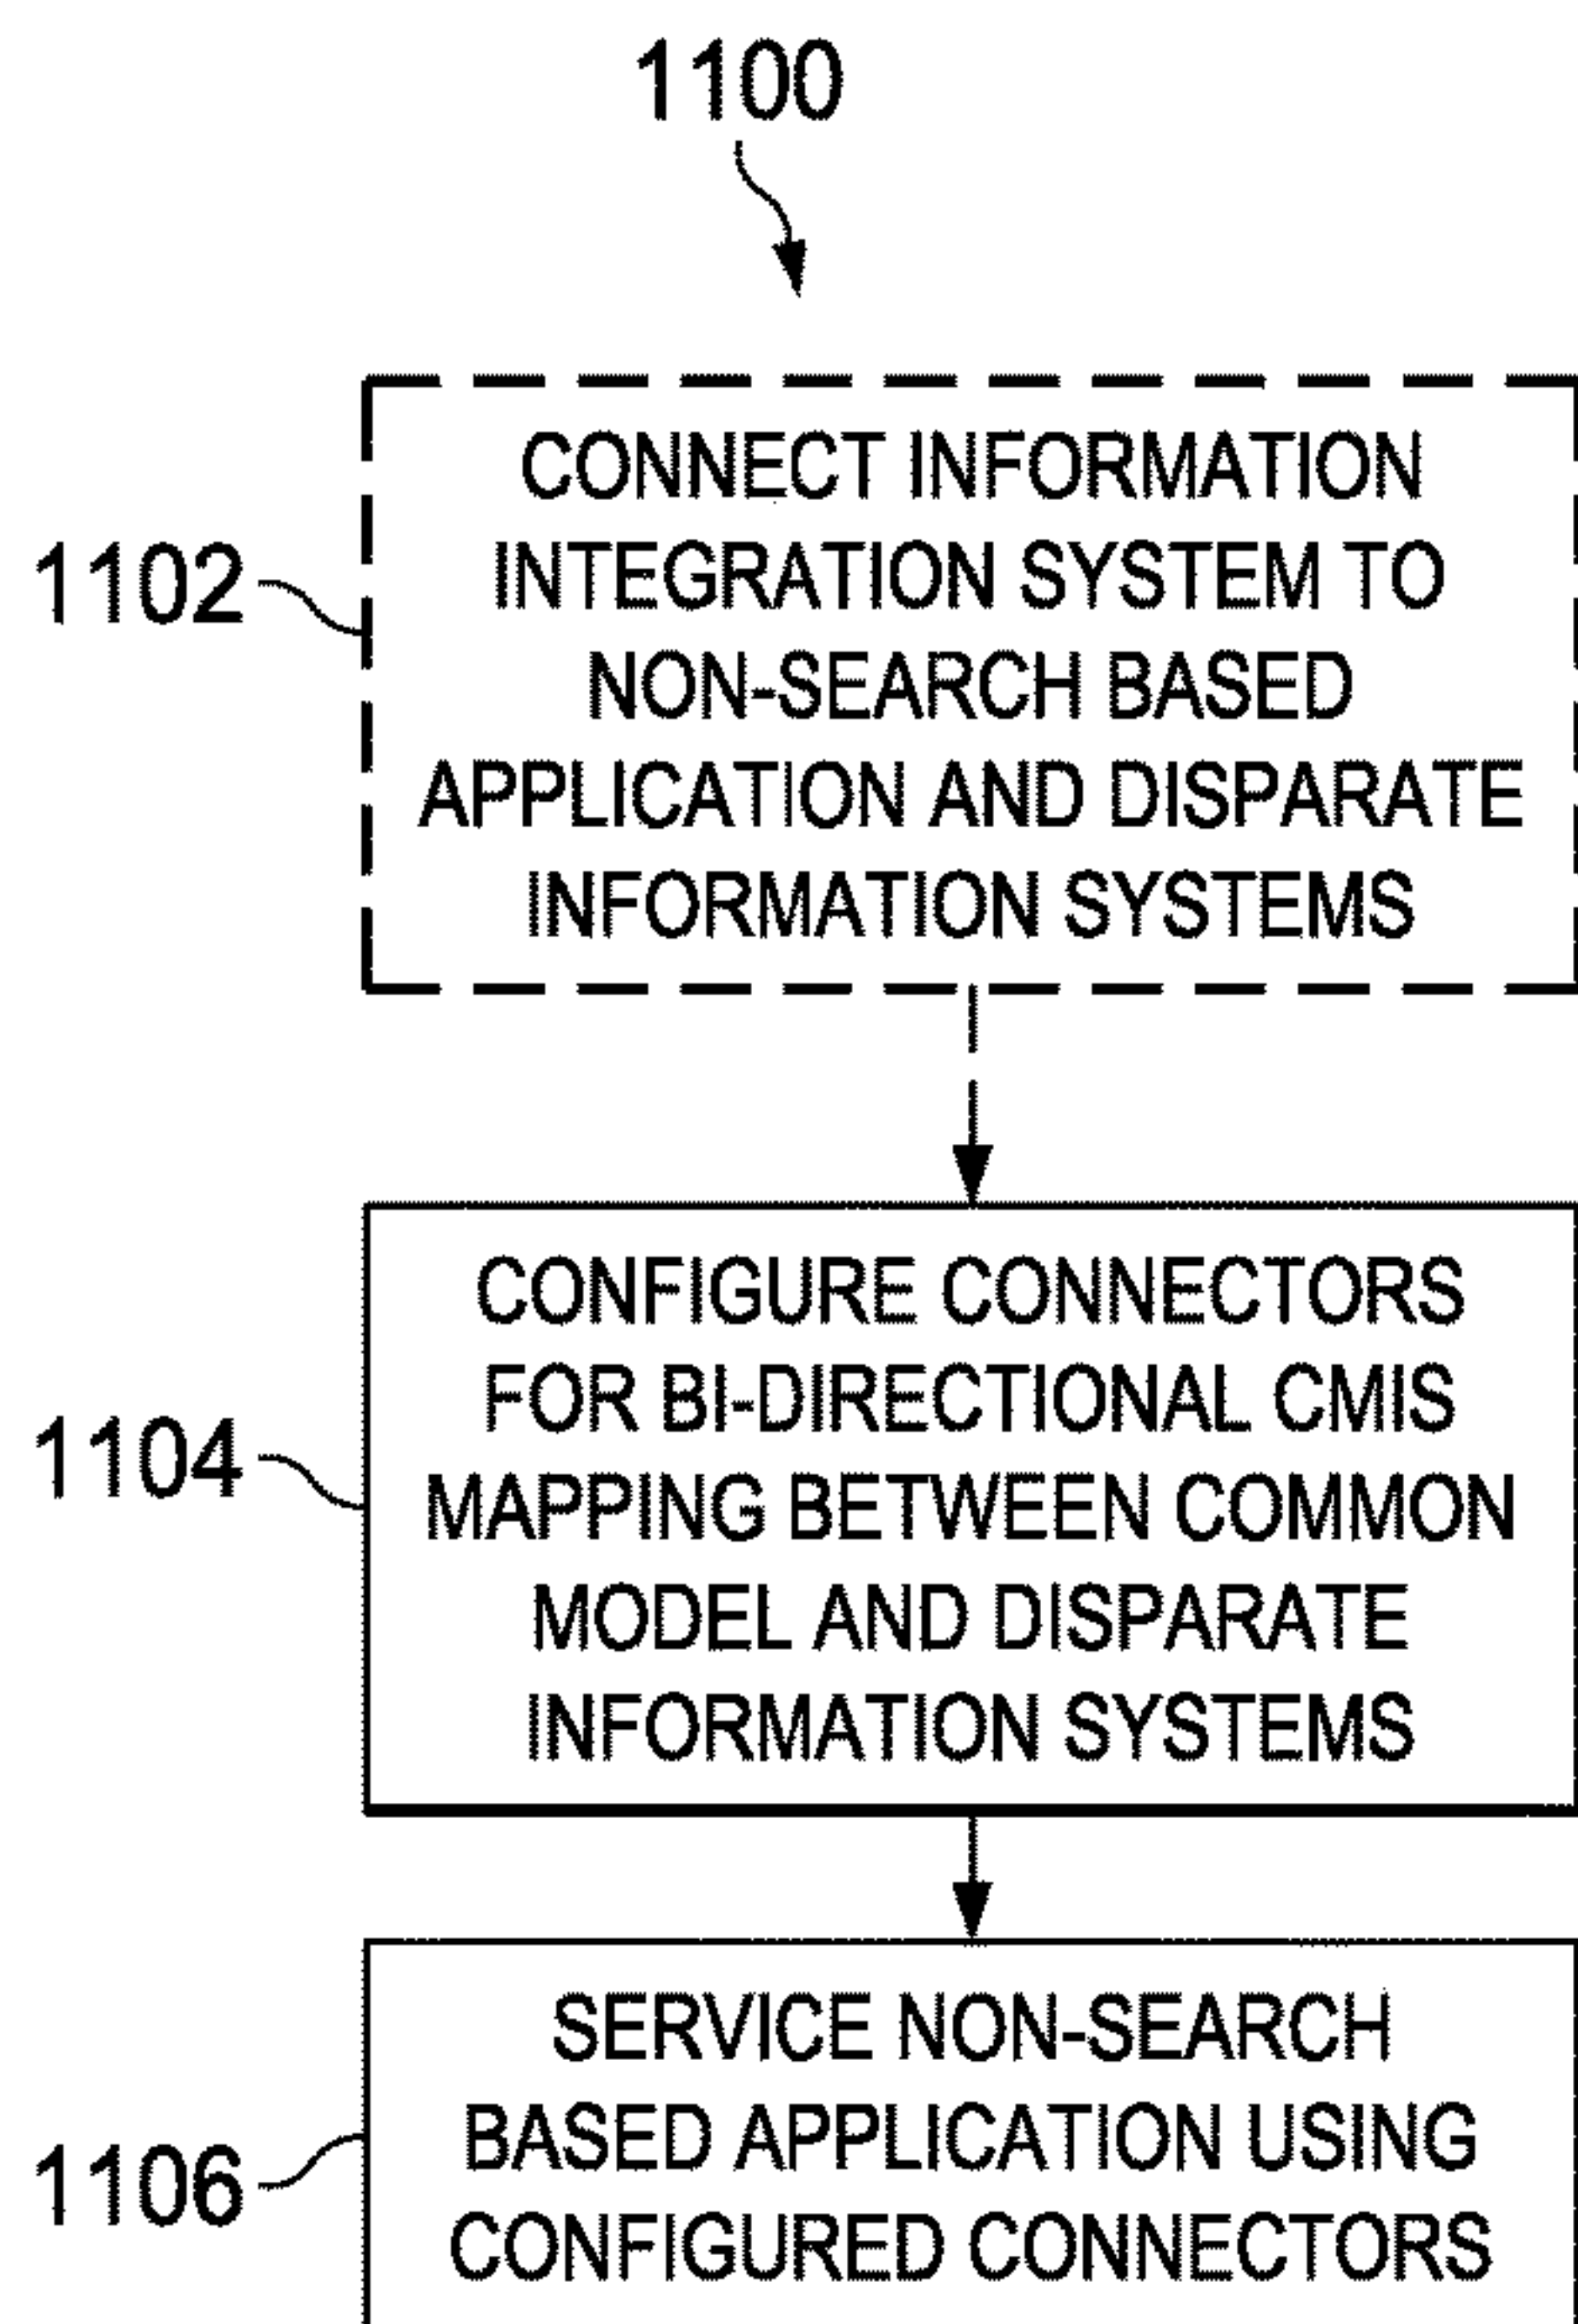 1100
1102
CONNECT INFORMATION
INTEGRATION SYSTEM TO
NON-SEARCH BASED
APPLICATION AND DISPARATE
INFORMATION SYSTEMS
1104
CONFIGURE CONNECTORS
FOR BI-DIRECTIONAL CMIS
MAPPING BETWEEN COMMON
MODEL AND DISPARATE
INFORMATION SYSTEMS
1106
SERVICE NON-SEARCH
BASED APPLICATION USING
CONFIGURED CONNECTORS